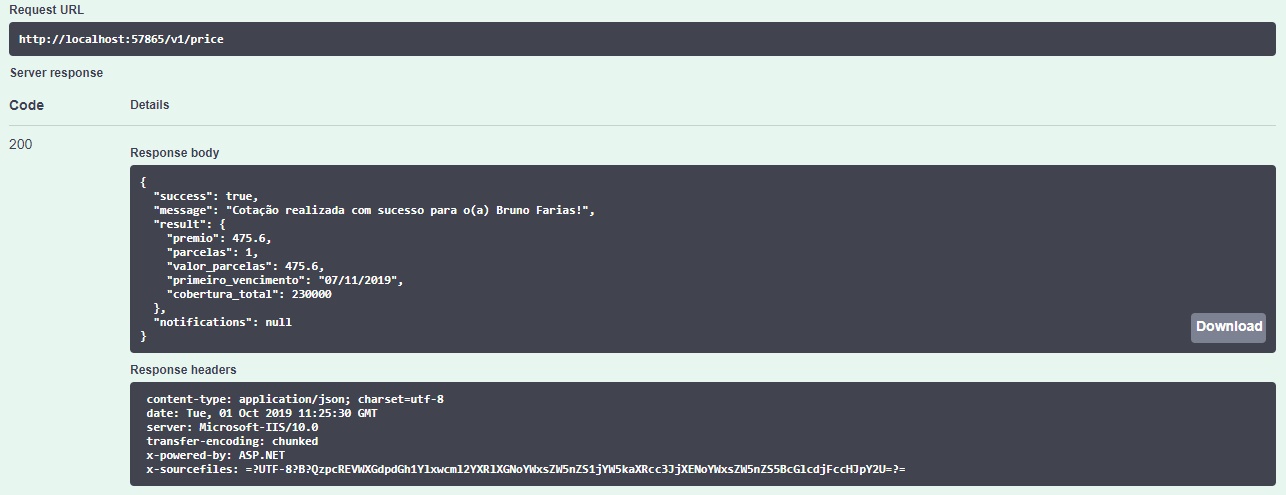 Request URL
http://localhost:57865/v1/price
Server response
Code Details
200
Response body
{
  "success": true,
  "message": "Cotação realizada com sucesso para o(a) Bruno Farias!",
  "result": {
    "premio": 475.6,
    "parcelas": 1,
    "valor_parcelas": 475.6,
    "primeiro_vencimento": "07/11/2019",
    "cobertura_total": 230000
  },
  "notifications": null
}
Download
Response headers
content-type: application/json; charset=utf-8
date: Tue, 01 Oct 2019 11:25:30 GMT
server: Microsoft-IIS/10.0
transfer-encoding: chunked
x-powered-by: ASP.NET
x-sourcefiles: =?UTF-8?B?QzpcREVWXGdpdGh1Ylxwcml2YXRlXGNoYWxsZW5nZS1jYW5kaXRcc3JjXENoYWxsZW5nZS5BcGlcdjFccHJpY2U=?=